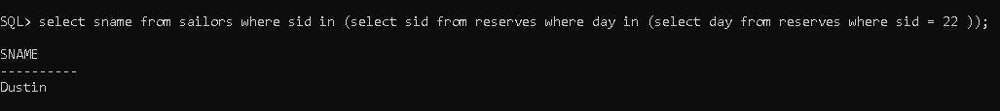 SQL> select sname from sailors where sid in (select sid from reserves where day in (select day from reserves where sid = 22 ));
SNAME
----------
Dustin